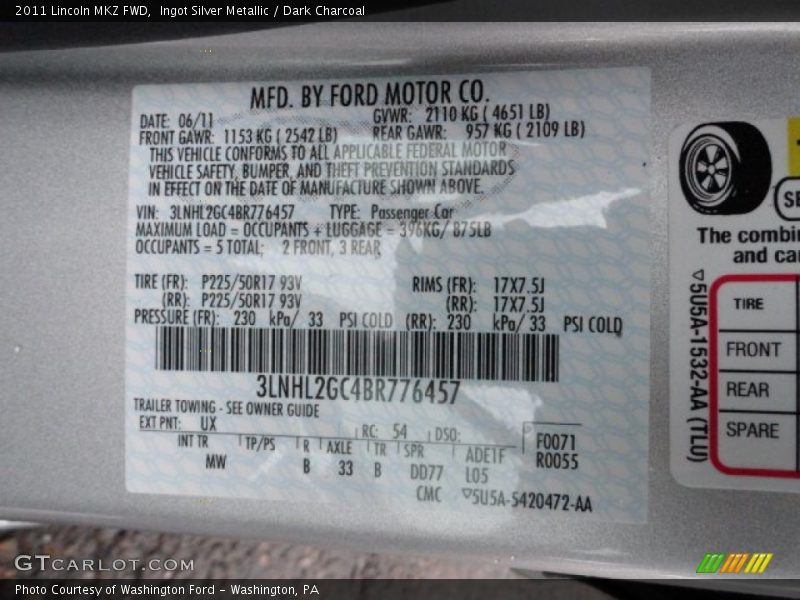 2011 Lincoln MKZ FWD,  Ingot Silver Metallic / Dark Charcoal
MFD. BY FORD MOTOR CO.
DATE: 06/11 GVWR: 2110 KG ( 4651 LB)
FRONT GAWR: 1153 KG ( 2542 LB) REAR GAWR: 957 KG ( 2109 LB)
THIS VEHICLE CONFORMS TO ALL APPLICABLE FEDERAL MOTOR
VEHICLE SAFETY, BUMPER, AND THEFT PREVENTION STANDARDS
IN EFFECT ON THE DATE OF MANUFACTURE SHOWN ABOVE.
VIN: 3LNHL2GC4BR776457 TYPE: Passenger Car
MAXIMUM LOAD = OCCUPANTS + LUGGAGE = 396KG/ 875LB
OCCUPANTS = 5 TOTAL; 2 FRONT, 3 REAR
TIRE (FR): P225/50R17 93V RIMS (FR): 17X7.5J
(RR): P225/50R17 93V (RR): 17X7.5J
PRESSURE (FR): 230 kPa/ 33 PSI COLD (RR): 230 kPa/ 33 PSI COLD
3LNHL2GC4BR776457
TRAILER TOWING - SEE OWNER GUIDE
EXT PNT: UX RC: 54 DSO: F0071
INT TR TP/PS R AXLE TR SPR ADE1F R0055
MW B 33 B DD77 L05
CMC 5U5A-5420472-AA
SE
The combin
and car
5U5A-1532-AA (TLU)
TIRE
FRONT
REAR
SPARE
GTCARLOT.COM
Photo Courtesy of Washington Ford - Washington, PA